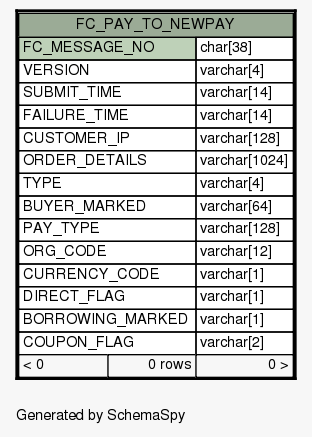 FC_PAY_TO_NEWPAY
FC_MESSAGE_NO char[38]
VERSION varchar[4]
SUBMIT_TIME varchar[14]
FAILURE_TIME varchar[14]
CUSTOMER_IP varchar[128]
ORDER_DETAILS varchar[1024]
TYPE varchar[4]
BUYER_MARKED varchar[64]
PAY_TYPE varchar[128]
ORG_CODE varchar[12]
CURRENCY_CODE varchar[1]
DIRECT_FLAG varchar[1]
BORROWING_MARKED varchar[1]
COUPON_FLAG varchar[2]
< 0 0 rows 0 >
Generated by SchemaSpy